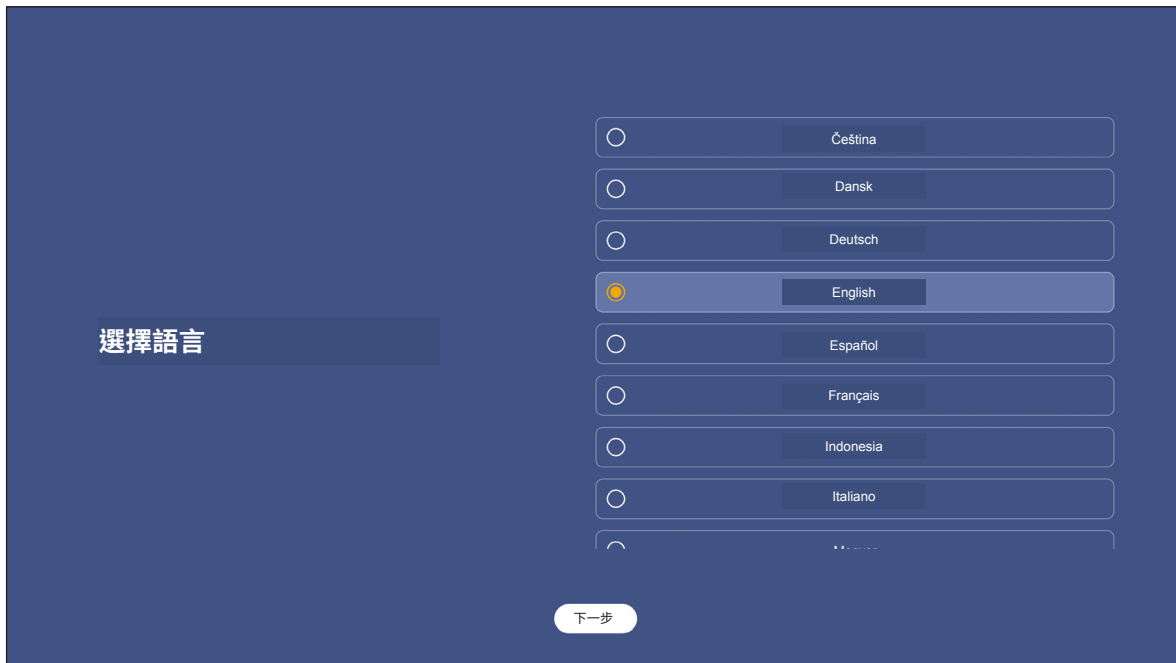 選擇語言
Čeština
Dansk
Deutsch
English
Español
Français
Indonesia
Italiano
下一步